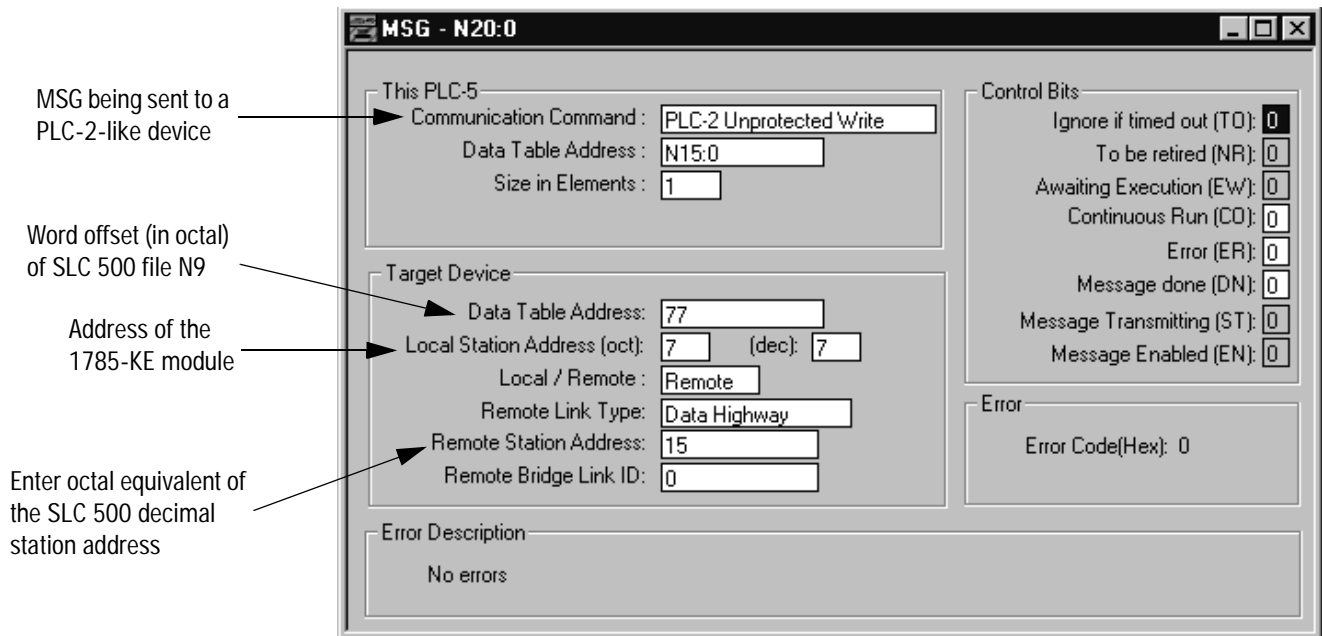 MSG - N20:0
MSG being sent to a
PLC-2-like device
This PLC-5
Communication Command : PLC-2 Unprotected Write
Data Table Address : N15:0
Size in Elements : 1
Word offset (in octal)
of SLC 500 file N9
Address of the
1785-KE module
Enter octal equivalent of
the SLC 500 decimal
station address
Target Device
Data Table Address: 77
Local Station Address (oct): 7 (dec): 7
Local / Remote : Remote
Remote Link Type: Data Highway
Remote Station Address: 15
Remote Bridge Link ID: 0
Control Bits
Ignore if timed out (TO): 0
To be retired (NR): 0
Awaiting Execution (EW): 0
Continuous Run (CO): 0
Error (ER): 0
Message done (DN): 0
Message Transmitting (ST): 0
Message Enabled (EN): 0
Error
Error Code(Hex): 0
Error Description
No errors